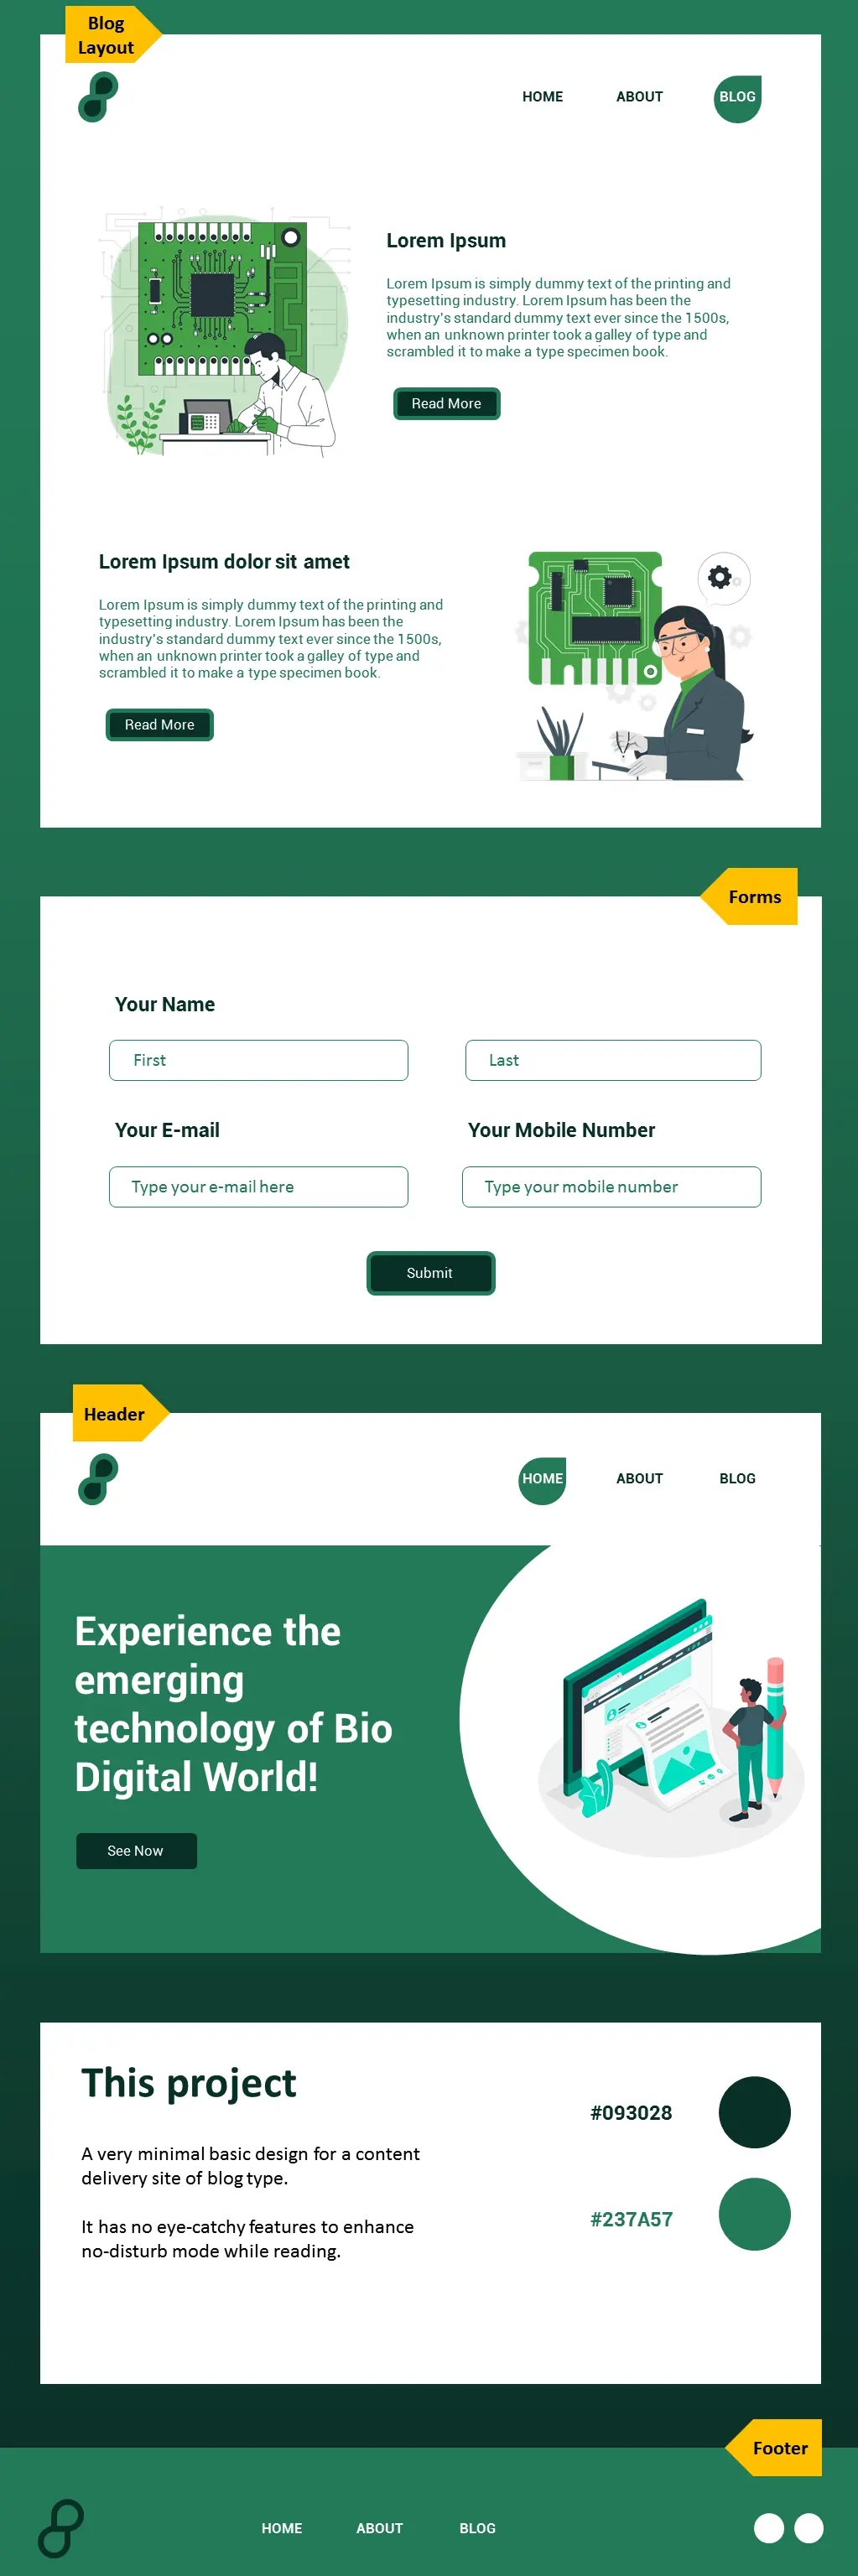 Blog
Layout
HOME ABOUT BLOG
Lorem Ipsum
Lorem Ipsum is simply dummy text of the printing and
typesetting industry. Lorem Ipsum has been the
industry's standard dummy text ever since the 1500s,
when an unknown printer took a galley of type and
scrambled it to make a type specimen book.
Read More
Lorem Ipsum dolor sit amet
Lorem Ipsum is simply dummy text of the printing and
typesetting industry. Lorem Ipsum has been the
industry's standard dummy text ever since the 1500s,
when an unknown printer took a galley of type and
scrambled it to make a type specimen book.
Read More
Forms
Your Name
First Last
Your E-mail Your Mobile Number
Type your e-mail here Type your mobile number
Submit
Header
HOME ABOUT BLOG
Experience the
emerging
technology of Bio
Digital World!
See Now
This project
A very minimal basic design for a content
delivery site of blog type.
It has no eye-catchy features to enhance
no-disturb mode while reading.
#093028
#237A57
Footer
HOME ABOUT BLOG